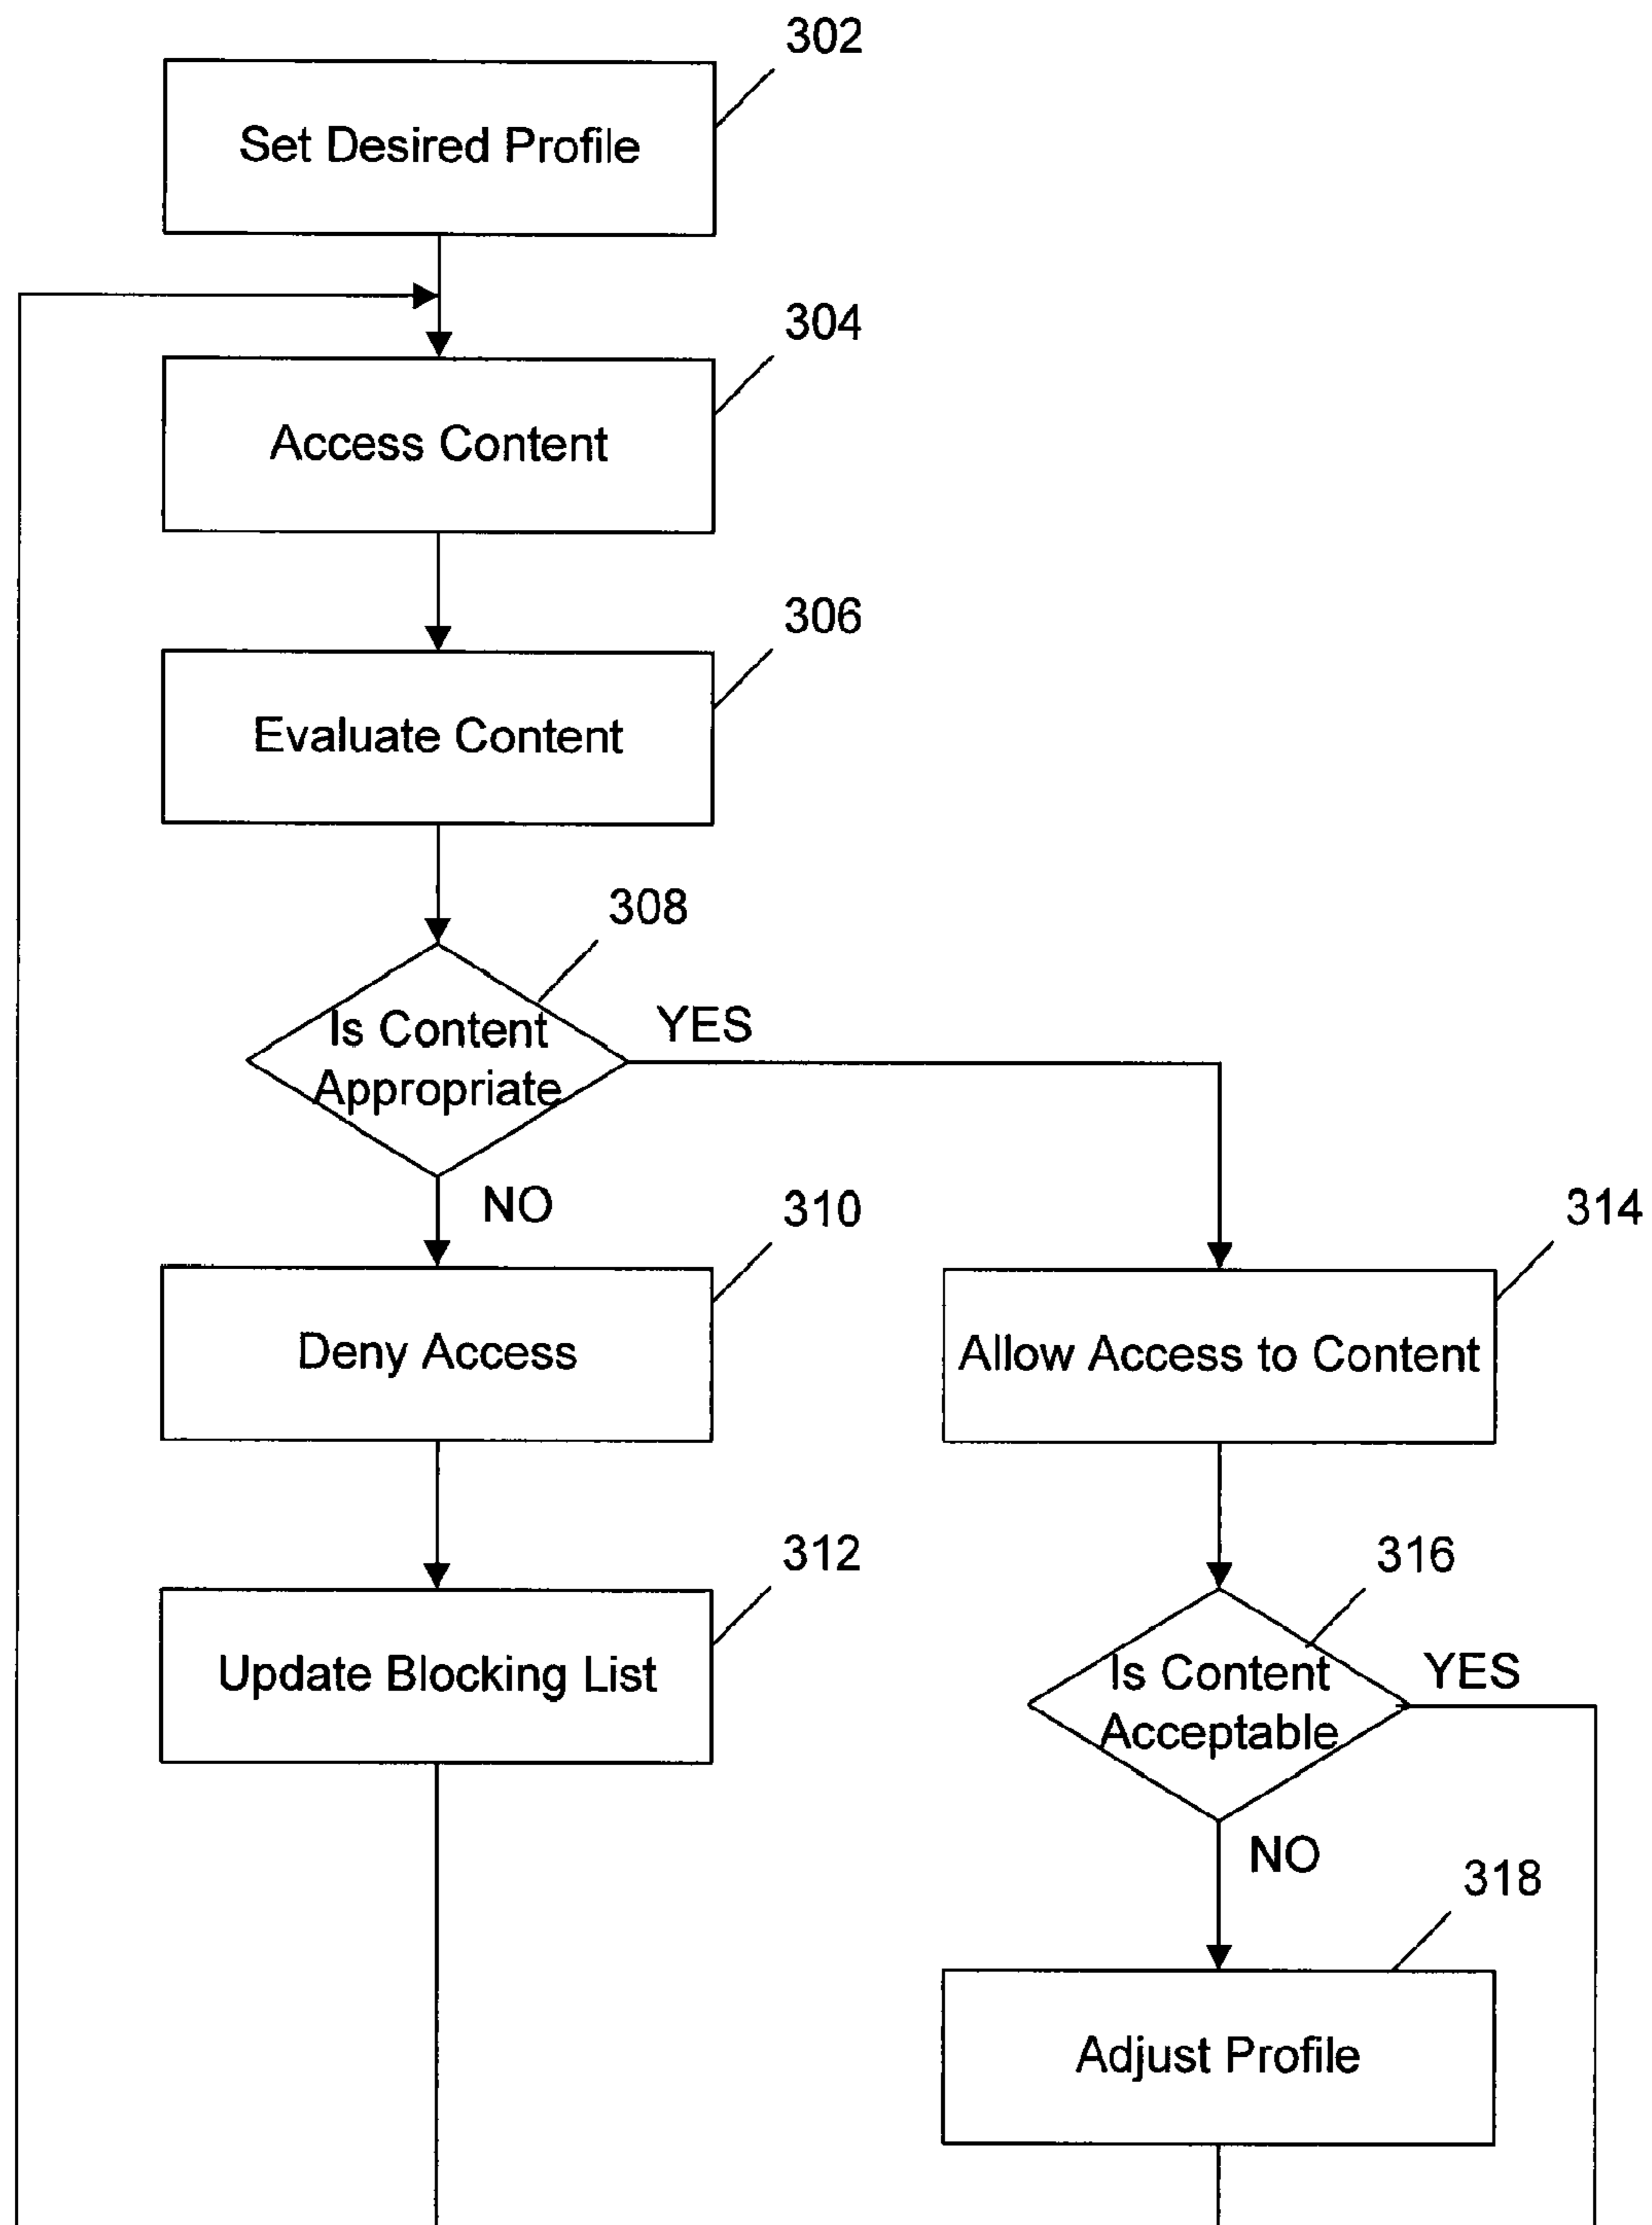 302
Set Desired Profile
304
Access Content
306
Evaluate Content
308
Is Content
Appropriate
YES
NO
310
Deny Access
314
Allow Access to Content
312
Update Blocking List
316
Is Content
Acceptable
YES
NO
318
Adjust Profile